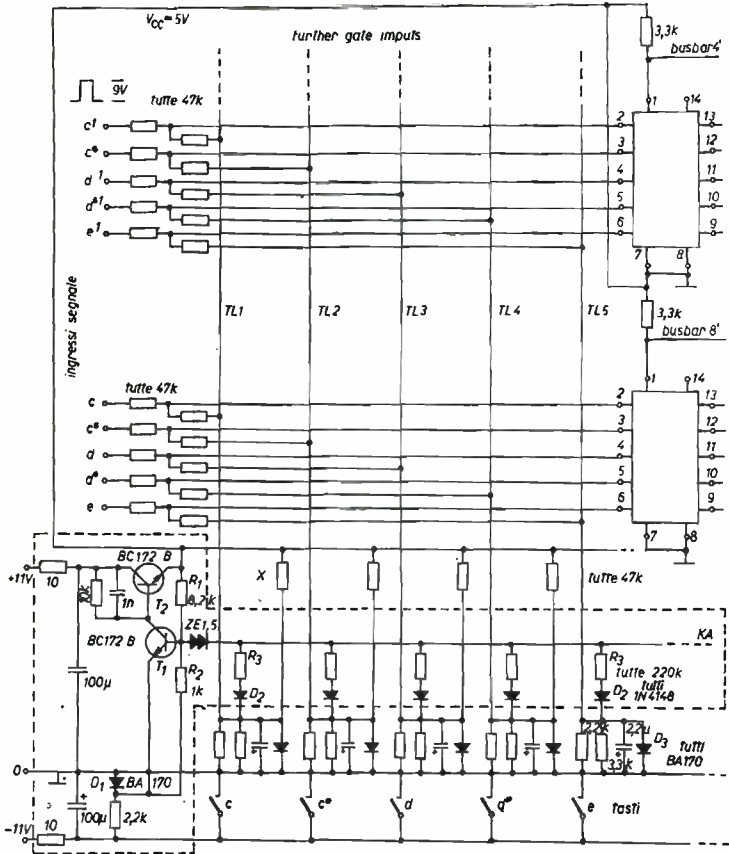 Vcc=5V
further gate imputs
3,3k
busbar 4'
9V
tutte 47k
1
14
c¹
2
13
c*
3
12
d¹
4
11
d*¹
5
10
e¹
6
9
7
8
ingressi segnale
TL1
TL2
TL3
TL4
TL5
3,3k
busbar 8'
tutte 47k
1
14
c
2
13
c*
3
12
d
4
11
d*
5
10
e
6
9
7
8
+11V
10
BC172 B
10k
1n
T2
R1
8,2k
X
tutte 47k
BC172 B
T1
ZE1,5
KA
R2
1k
R3
R3
tutte 220k
100µ
D2
D2
tutti
1N4148
2,2k
2,2µ
D3
3,3k
tutti
BA170
0
D1
BA 170
+
100µ
2,2k
c
c*
d
d*
e
tasti
-11V
10